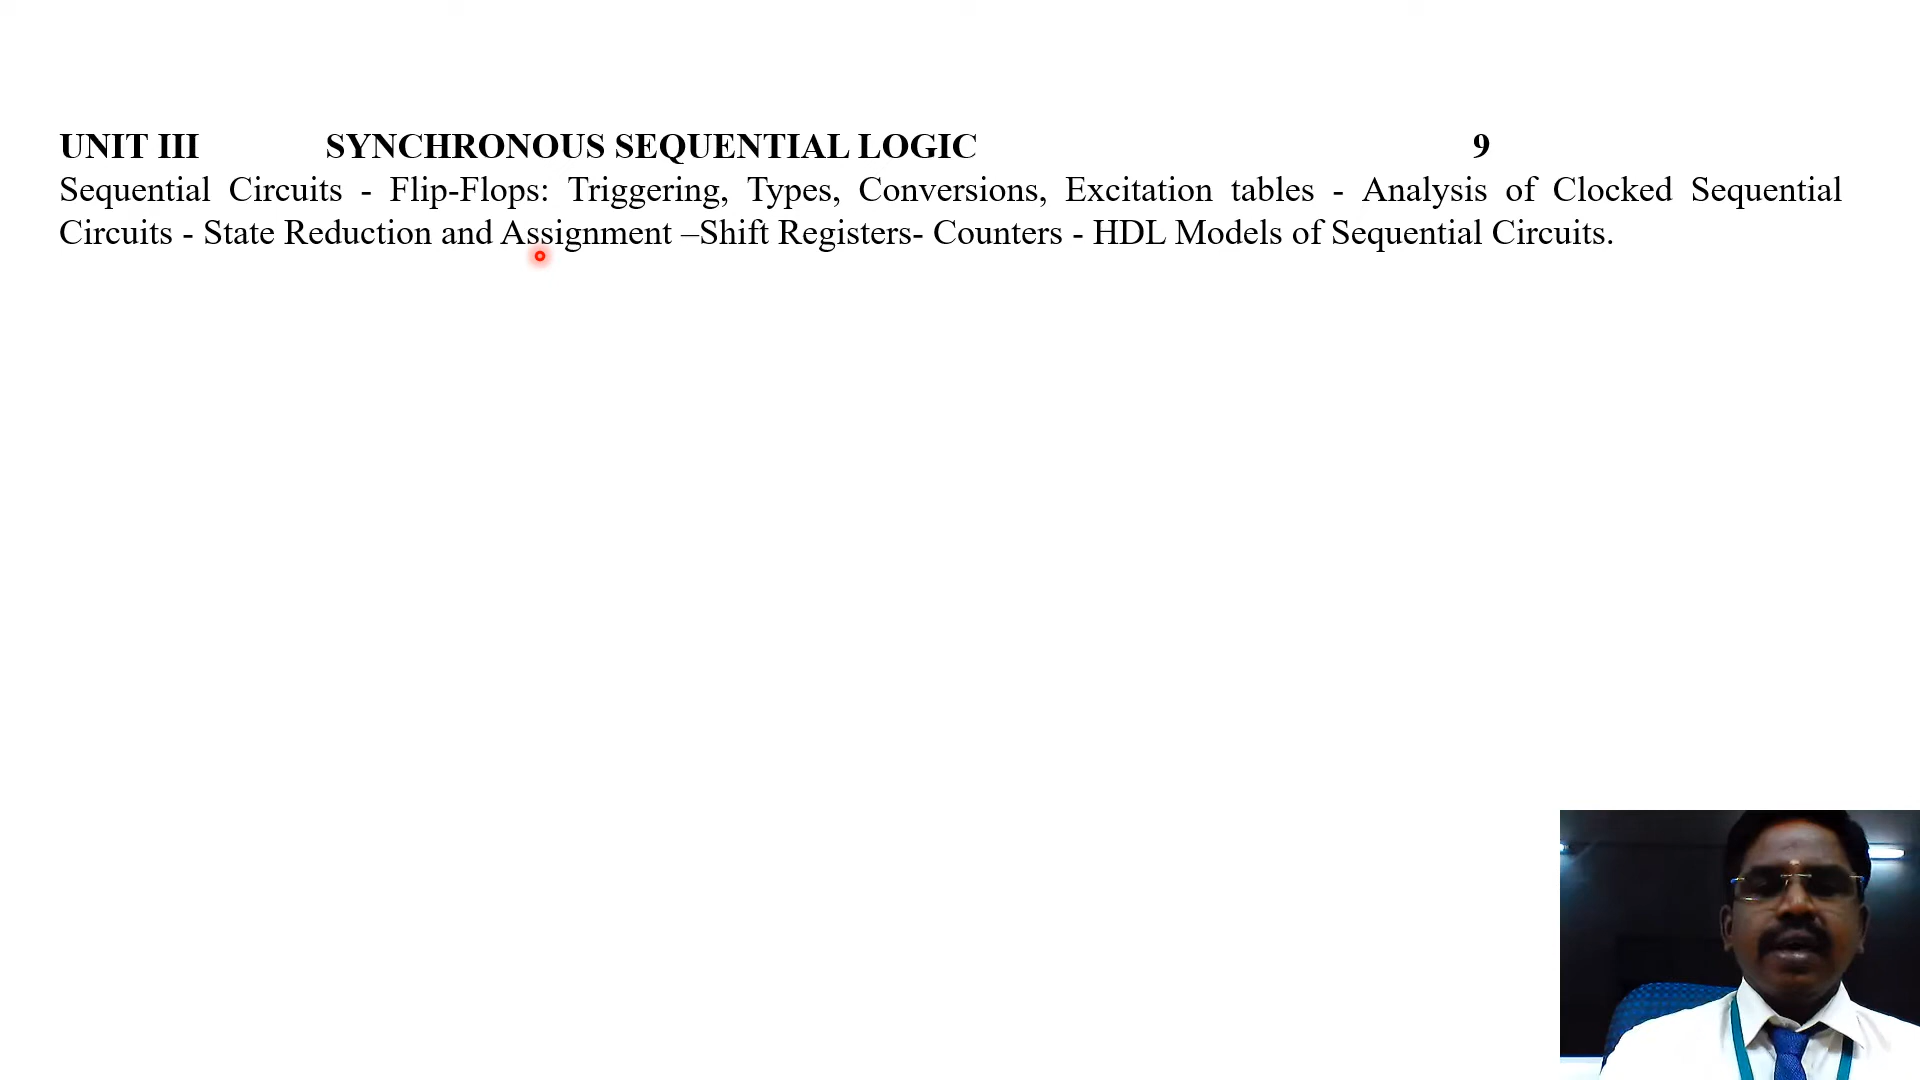 UNIT III SYNCHRONOUS SEQUENTIAL LOGIC 9
Sequential Circuits - Flip-Flops: Triggering, Types, Conversions, Excitation tables - Analysis of Clocked Sequential
Circuits - State Reduction and Assignment –Shift Registers- Counters - HDL Models of Sequential Circuits.